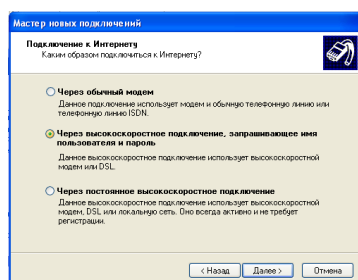 Мастер новых подключений
Подключение к Интернету
Каким образом подключиться к Интернету?
Через обычный модем
Данное подключение использует модем и обычную телефонную линию или
телефонную линию ISDN.
Через высокоскоростное подключение, запрашивающее имя
пользователя и пароль
Данное высокоскоростное подключение использует высокоскоростной
модем или DSL.
Через постоянное высокоскоростное подключение
Данное высокоскоростное подключение использует высокоскоростной
модем, DSL или локальную сеть. Оно всегда активно и не требует
регистрации.
< Назад
Далее >
Отмена